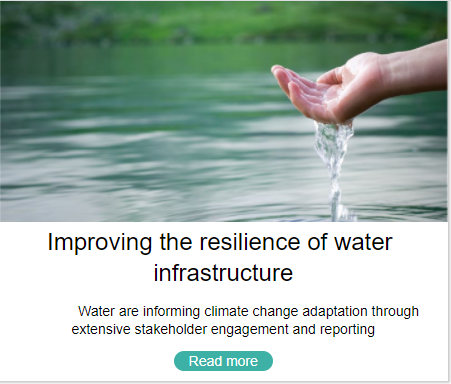 Improving the resilience of water
infrastructure
Water are informing climate change adaptation through
extensive stakeholder engagement and reporting
Read more